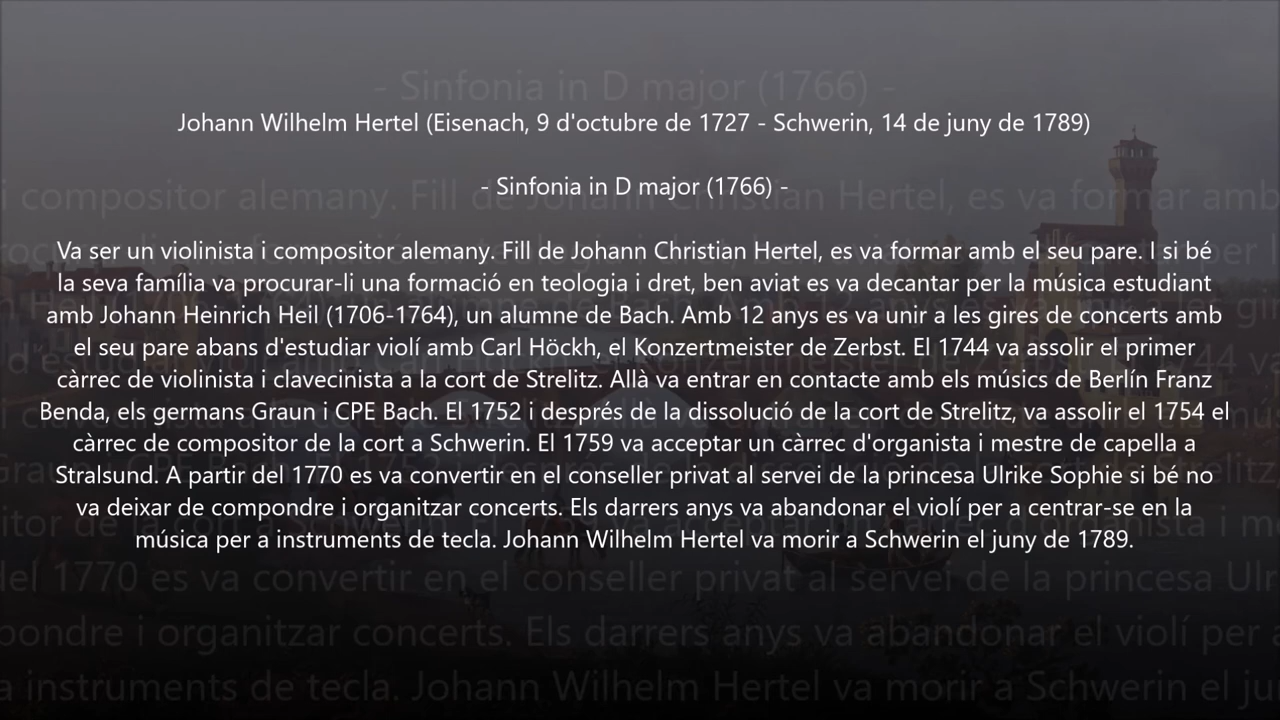 Johann Wilhelm Hertel (Eisenach, 9 d'octubre de 1727 - Schwerin, 14 de juny de 1789)
- Sinfonia in D major (1766) -
Va ser un violinista i compositor alemany. Fill de Johann Christian Hertel, es va formar amb el seu pare. I si bé
la seva família va procurar-li una formació en teologia i dret, ben aviat es va decantar per la música estudiant
amb Johann Heinrich Heil (1706-1764), un alumne de Bach. Amb 12 anys es va unir a les gires de concerts amb
el seu pare abans d'estudiar violí amb Carl Höckh, el Konzertmeister de Zerbst. El 1744 va assolir el primer
càrrec de violinista i clavecinista a la cort de Strelitz. Allà va entrar en contacte amb els músics de Berlín Franz
Benda, els germans Graun i CPE Bach. El 1752 i després de la dissolució de la cort de Strelitz, va assolir el 1754 el
càrrec de compositor de la cort a Schwerin. El 1759 va acceptar un càrrec d'organista i mestre de capella a
Stralsund. A partir del 1770 es va convertir en el conseller privat al servei de la princesa Ulrike Sophie si bé no
va deixar de compondre i organitzar concerts. Els darrers anys va abandonar el violí per a centrar-se en la
música per a instruments de tecla. Johann Wilhelm Hertel va morir a Schwerin el juny de 1789.